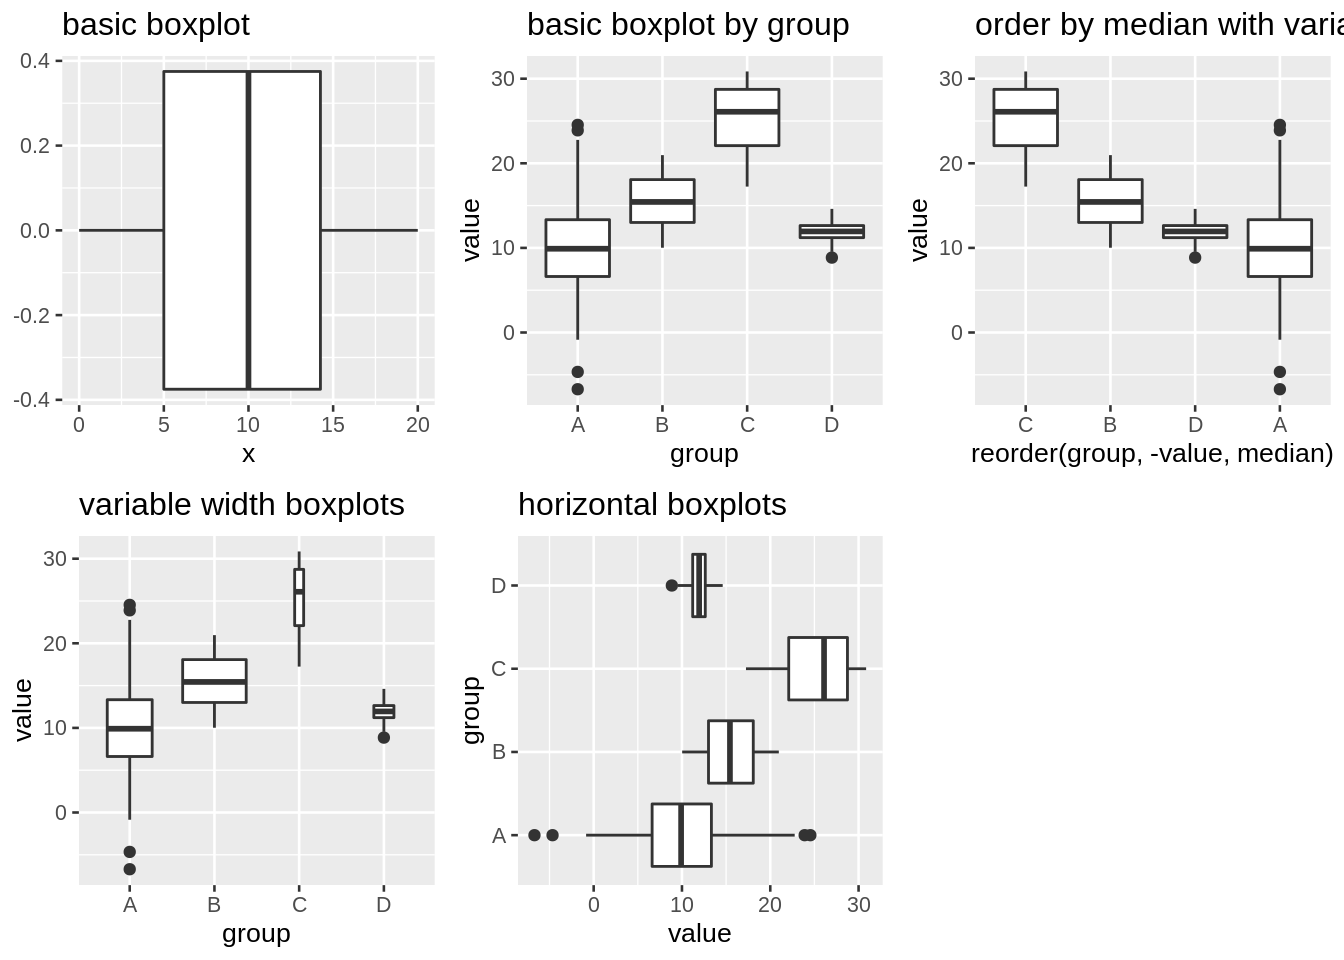 basic boxplot
0.4
0.2
0.0
-0.2
-0.4
0 5 10 15 20
x
basic boxplot by group
value
30
20
10
0
A B C D
group
order by median with varia
value
30
20
10
0
C B D A
reorder(group, -value, median)
variable width boxplots
value
30
20
10
0
A B C D
group
horizontal boxplots
group
D
C
B
A
0 10 20 30
value